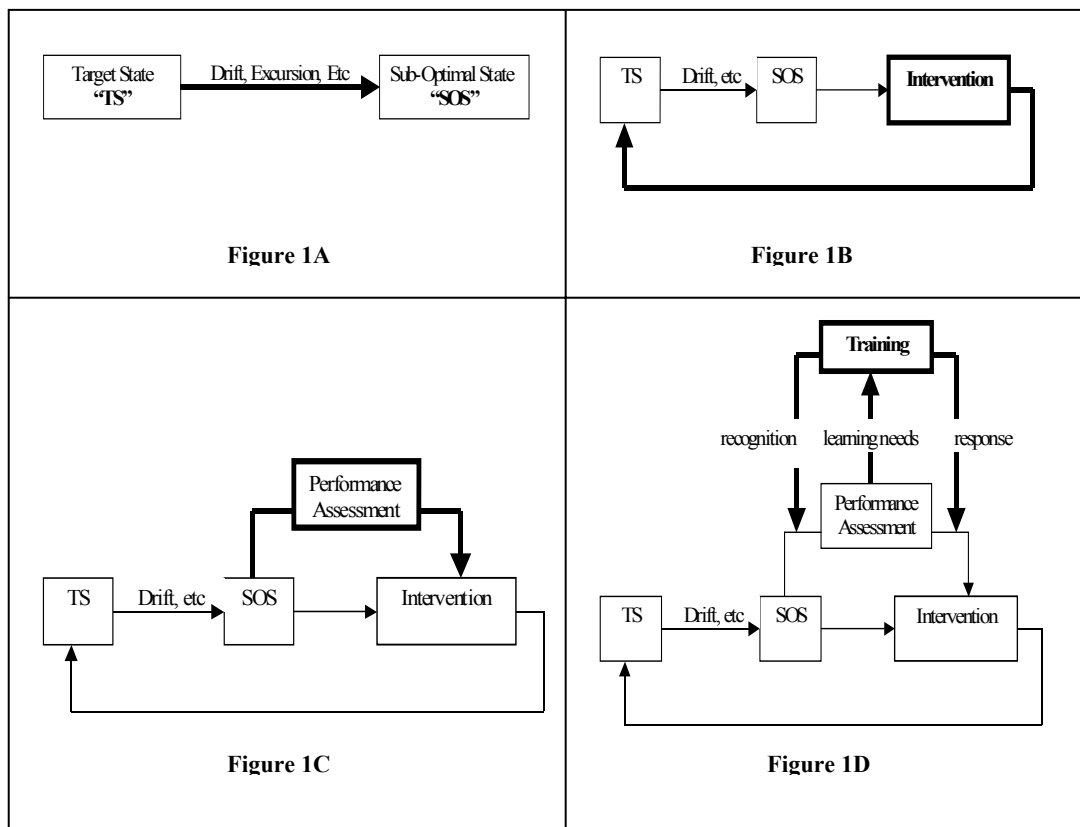 Target State
“TS”
Drift, Excursion, Etc
Sub-Optimal State
“SOS”
Figure 1A
TS
Drift, etc
SOS
Intervention
Figure 1B
Performance
Assessment
TS
Drift, etc
SOS
Intervention
Figure 1C
Training
recognition
learning needs
response
Performance
Assessment
TS
Drift, etc
SOS
Intervention
Figure 1D